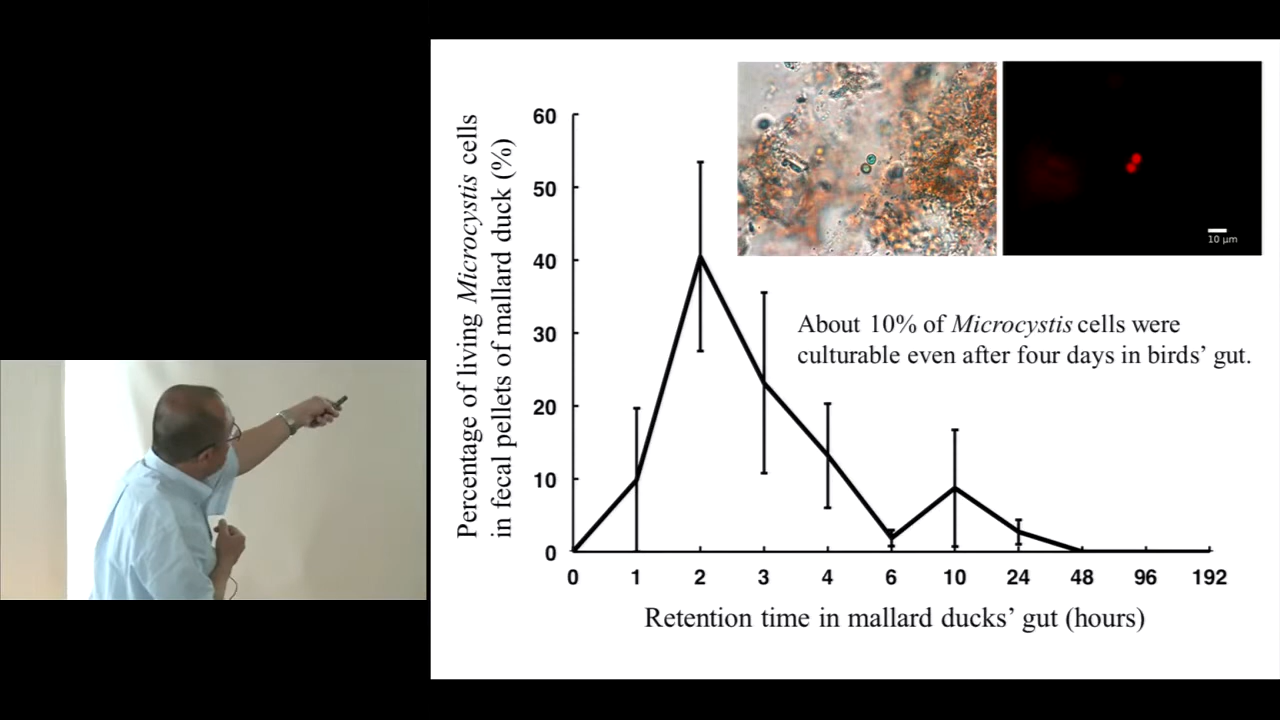 Percentage of living Microcystis cells
in fecal pellets of mallard duck (%)
60
50
40
30
20
10
0
0 1 2 3 4 6 10 24 48 96 192
Retention time in mallard ducks’ gut (hours)
10 μm
About 10% of Microcystis cells were
culturable even after four days in birds’ gut.